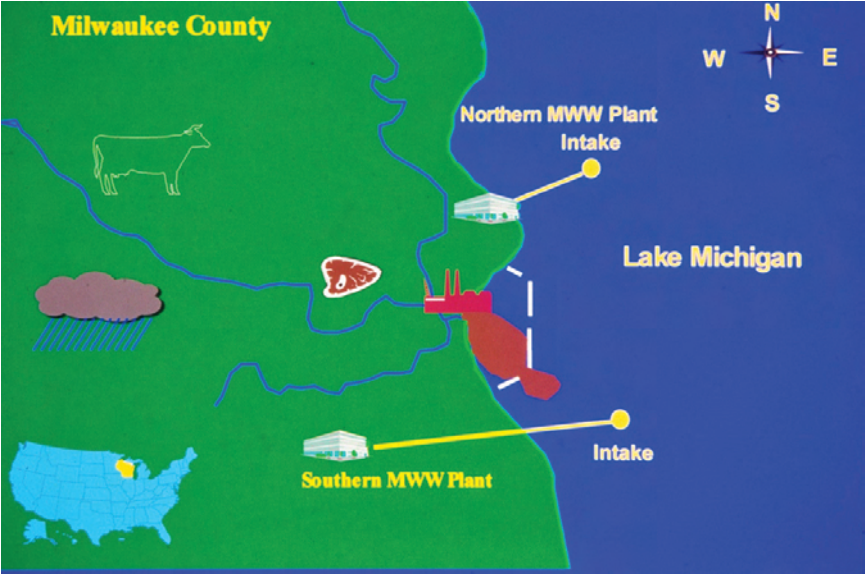 Milwaukee County
N
W E
S
Northern MWW Plant
Intake
Lake Michigan
Intake
Southern MWW Plant